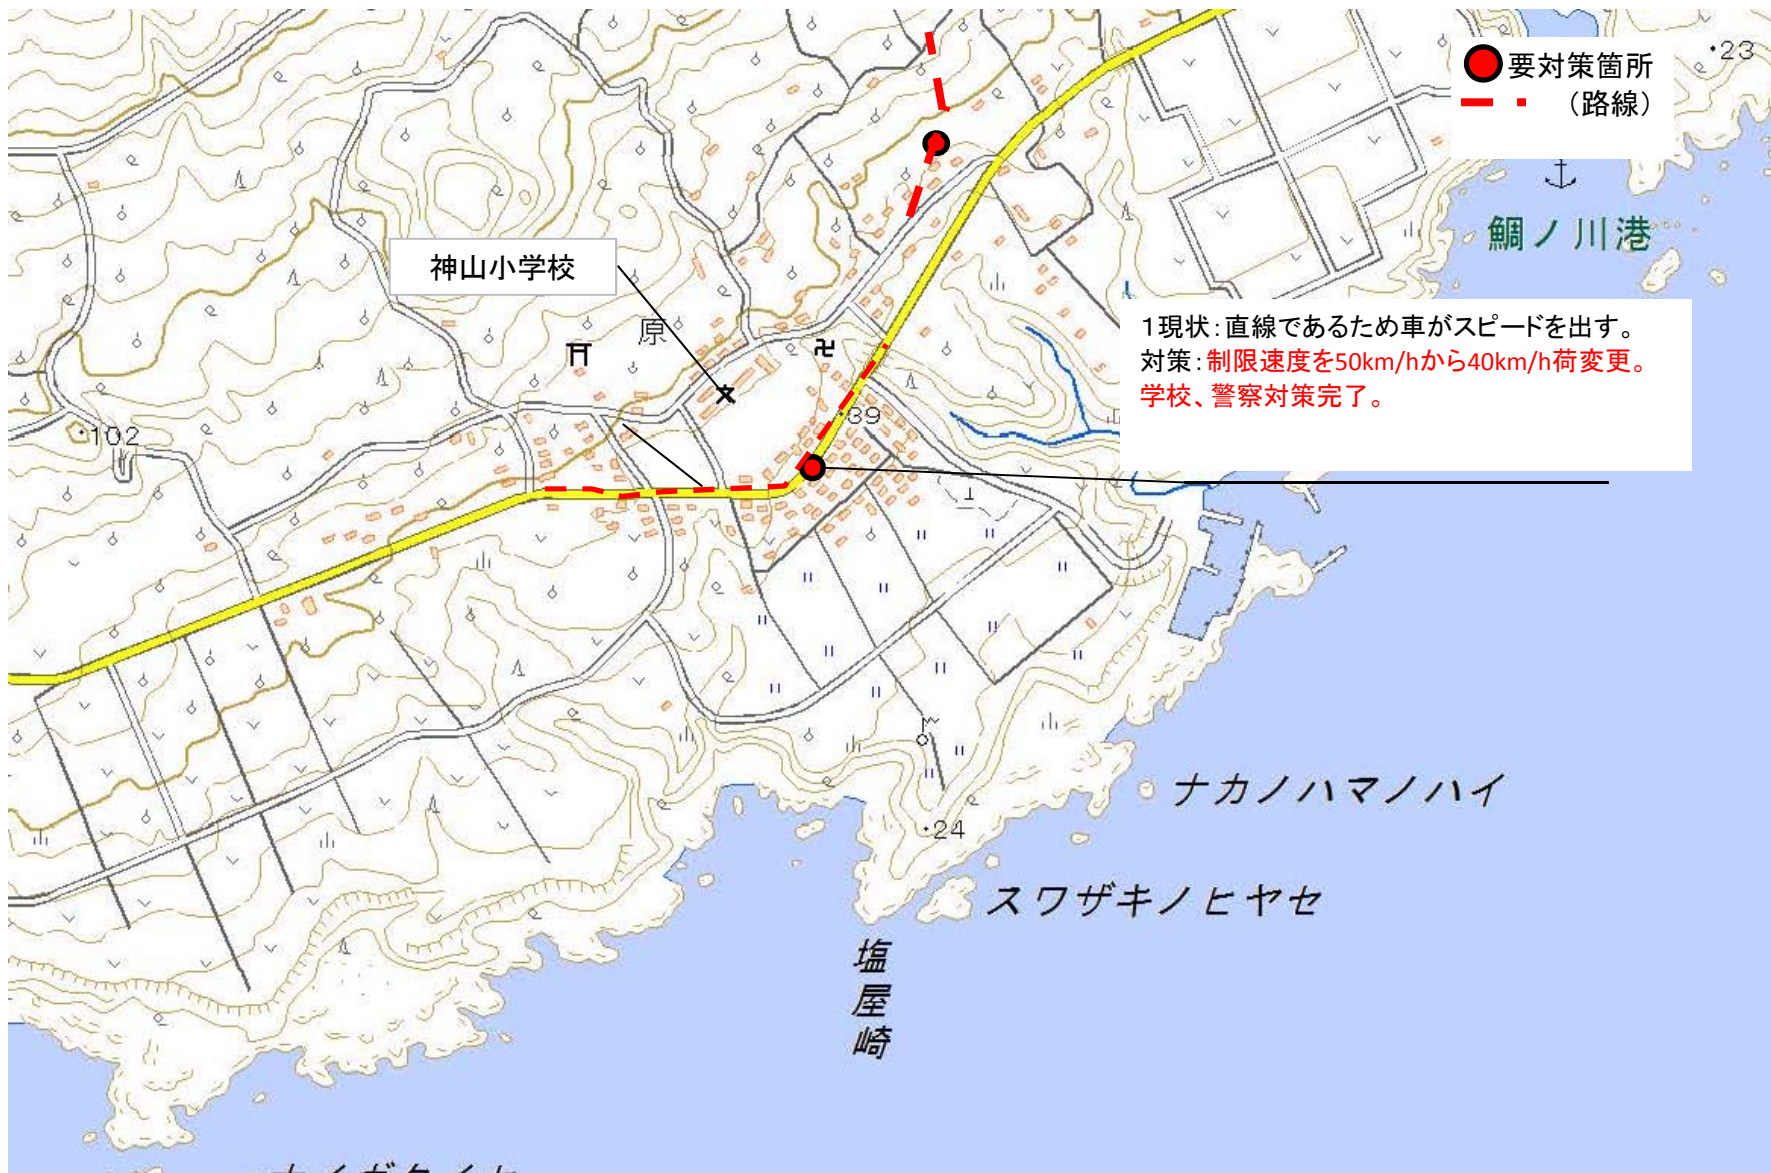 ・23
要対策箇所
（路線）
鯛ノ川港
神山小学校
原
1現状：直線であるため車がスピードを出す。
対策：制限速度を50km/hから40km/h荷変更。
学校、警察対策完了。
39
・102
ナカノハマノハイ
・24
スワザキノヒヤセ
塩屋崎